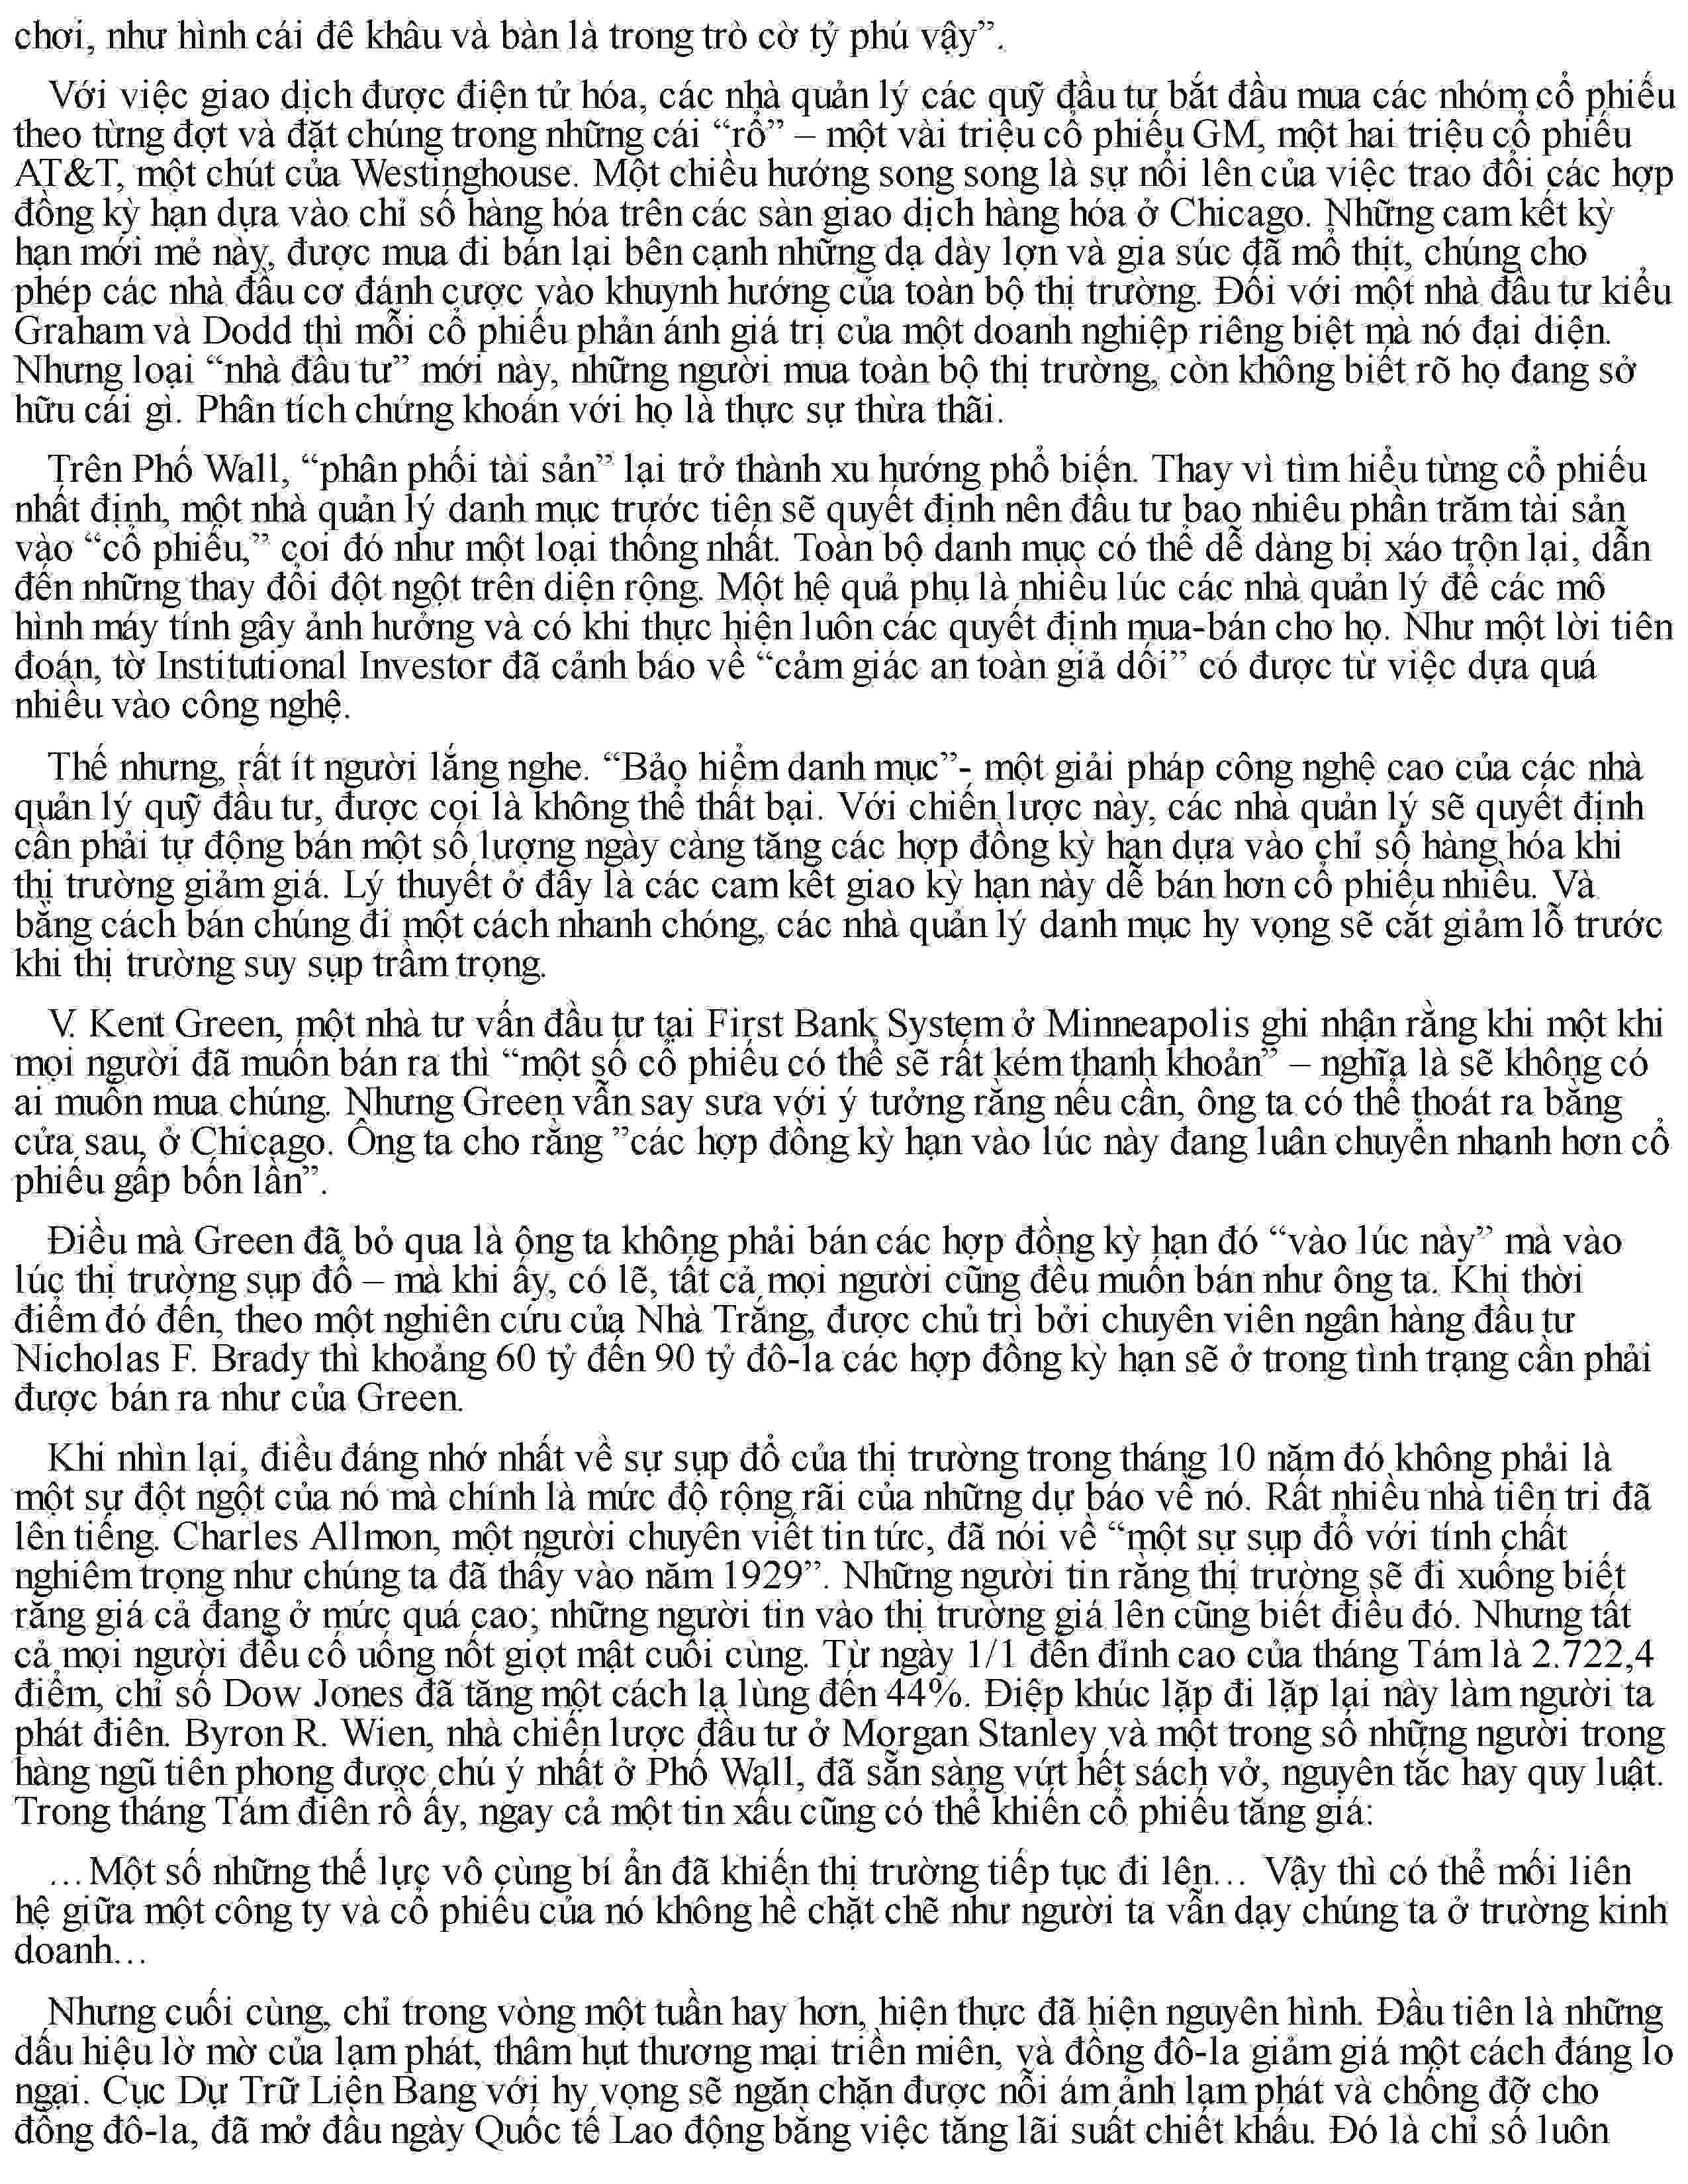 chơi, như hình cái đê khâu và bàn là trong trò cờ tỷ phú vậy”.
Với việc giao dịch được điện tử hóa, các nhà quản lý các quỹ đầu tư bắt đầu mua các nhóm cổ phiếu
theo từng đợt và đặt chúng trong những cái “rổ” – một vài triệu cổ phiếu GM, một hai triệu cổ phiếu
AT&T, một chút của Westinghouse. Một chiều hướng song song là sự nổi lên của việc trao đổi các hợp
đồng kỳ hạn dựa vào chỉ số hàng hóa trên các sàn giao dịch hàng hóa ở Chicago. Những cam kết kỳ
hạn mới mẻ này, được mua đi bán lại bên cạnh những dạ dày lợn và gia súc đã mổ thịt, chúng cho
phép các nhà đầu cơ đánh cược vào khuynh hướng của toàn bộ thị trường. Đối với một nhà đầu tư kiểu
Graham và Dodd thì mỗi cổ phiếu phản ánh giá trị của một doanh nghiệp riêng biệt mà nó đại diện.
Nhưng loại “nhà đầu tư” mới này, những người mua toàn bộ thị trường, còn không biết rõ họ đang sở
hữu cái gì. Phân tích chứng khoán với họ là thực sự thừa thãi.
Trên Phố Wall, “phân phối tài sản” lại trở thành xu hướng phổ biến. Thay vì tìm hiểu từng cổ phiếu
nhất định, một nhà quản lý danh mục trước tiên sẽ quyết định nên đầu tư bao nhiêu phần trăm tài sản
vào “cổ phiếu,” coi đó như một loại thống nhất. Toàn bộ danh mục có thể dễ dàng bị xáo trộn lại, dẫn
đến những thay đổi đột ngột trên diện rộng. Một hệ quả phụ là nhiều lúc các nhà quản lý để các mô
hình máy tính gây ảnh hưởng và có khi thực hiện luôn các quyết định mua-bán cho họ. Như một lời tiên
đoán, tờ Institutional Investor đã cảnh báo về “cảm giác an toàn giả dối” có được từ việc dựa quá
nhiều vào công nghệ.
Thế nhưng, rất ít người lắng nghe. “Bảo hiểm danh mục”- một giải pháp công nghệ cao của các nhà
quản lý quỹ đầu tư, được coi là không thể thất bại. Với chiến lược này, các nhà quản lý sẽ quyết định
cần phải tự động bán một số lượng ngày càng tăng các hợp đồng kỳ hạn dựa vào chỉ số hàng hóa khi
thị trường giảm giá. Lý thuyết ở đây là các cam kết giao kỳ hạn này dễ bán hơn cổ phiếu nhiều. Và
bằng cách bán chúng đi một cách nhanh chóng, các nhà quản lý danh mục hy vọng sẽ cắt giảm lỗ trước
khi thị trường suy sụp trầm trọng.
V. Kent Green, một nhà tư vấn đầu tư tại First Bank System ở Minneapolis ghi nhận rằng khi một khi
mọi người đã muốn bán ra thì “một số cổ phiếu có thể sẽ rất kém thanh khoản” – nghĩa là sẽ không có
ai muốn mua chúng. Nhưng Green vẫn say sưa với ý tưởng rằng nếu cần, ông ta có thể thoát ra bằng
cửa sau, ở Chicago. Ông ta cho rằng ”các hợp đồng kỳ hạn vào lúc này đang luân chuyển nhanh hơn cổ
phiếu gấp bốn lần”.
Điều mà Green đã bỏ qua là ông ta không phải bán các hợp đồng kỳ hạn đó “vào lúc này” mà vào
lúc thị trường sụp đổ – mà khi ấy, có lẽ, tất cả mọi người cũng đều muốn bán như ông ta. Khi thời
điểm đó đến, theo một nghiên cứu của Nhà Trắng, được chủ trì bởi chuyên viên ngân hàng đầu tư
Nicholas F. Brady thì khoảng 60 tỷ đến 90 tỷ đô-la các hợp đồng kỳ hạn sẽ ở trong tình trạng cần phải
được bán ra như của Green.
Khi nhìn lại, điều đáng nhớ nhất về sự sụp đổ của thị trường trong tháng 10 năm đó không phải là
một sự đột ngột của nó mà chính là mức độ rộng rãi của những dự báo về nó. Rất nhiều nhà tiên tri đã
lên tiếng. Charles Allmon, một người chuyên viết tin tức, đã nói về “một sự sụp đổ với tính chất
nghiêm trọng như chúng ta đã thấy vào năm 1929”. Những người tin rằng thị trường sẽ đi xuống biết
rằng giá cả đang ở mức quá cao; những người tin vào thị trường giá lên cũng biết điều đó. Nhưng tất
cả mọi người đều cố uống nốt giọt mật cuối cùng. Từ ngày 1/1 đến đỉnh cao của tháng Tám là 2.722,4
điểm, chỉ số Dow Jones đã tăng một cách lạ lùng đến 44%. Điệp khúc lặp đi lặp lại này làm người ta
phát điên. Byron R. Wien, nhà chiến lược đầu tư ở Morgan Stanley và một trong số những người trong
hàng ngũ tiên phong được chú ý nhất ở Phố Wall, đã sẵn sàng vứt hết sách vở, nguyên tắc hay quy luật.
Trong tháng Tám điên rồ ấy, ngay cả một tin xấu cũng có thể khiến cổ phiếu tăng giá:
…Một số những thế lực vô cùng bí ẩn đã khiến thị trường tiếp tục đi lên… Vậy thì có thể mối liên
hệ giữa một công ty và cổ phiếu của nó không hề chặt chẽ như người ta vẫn dạy chúng ta ở trường kinh
doanh…
Nhưng cuối cùng, chỉ trong vòng một tuần hay hơn, hiện thực đã hiện nguyên hình. Đầu tiên là những
dấu hiệu lờ mờ của lạm phát, thâm hụt thương mại triền miên, và đồng đô-la giảm giá một cách đáng lo
ngại. Cục Dự Trữ Liên Bang với hy vọng sẽ ngăn chặn được nỗi ám ảnh lạm phát và chống đỡ cho
đồng đô-la, đã mở đầu ngày Quốc tế Lao động bằng việc tăng lãi suất chiết khấu. Đó là chỉ số luôn